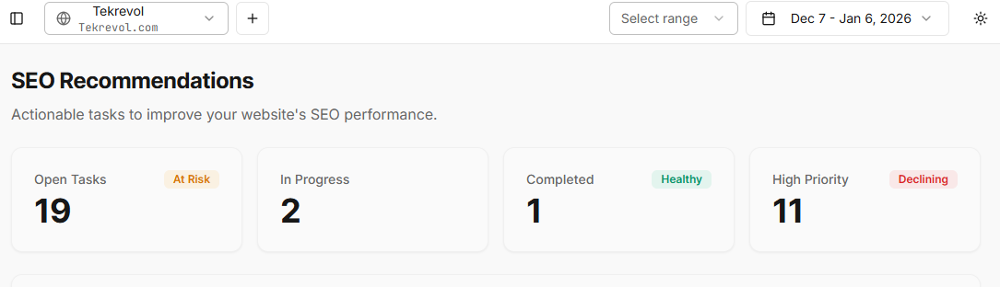 Tekrevol
Tekrevol.com
Select range
Dec 7 - Jan 6, 2026
SEO Recommendations
Actionable tasks to improve your website's SEO performance.
Open Tasks
At Risk
19
In Progress
2
Completed
Healthy
1
High Priority
Declining
11